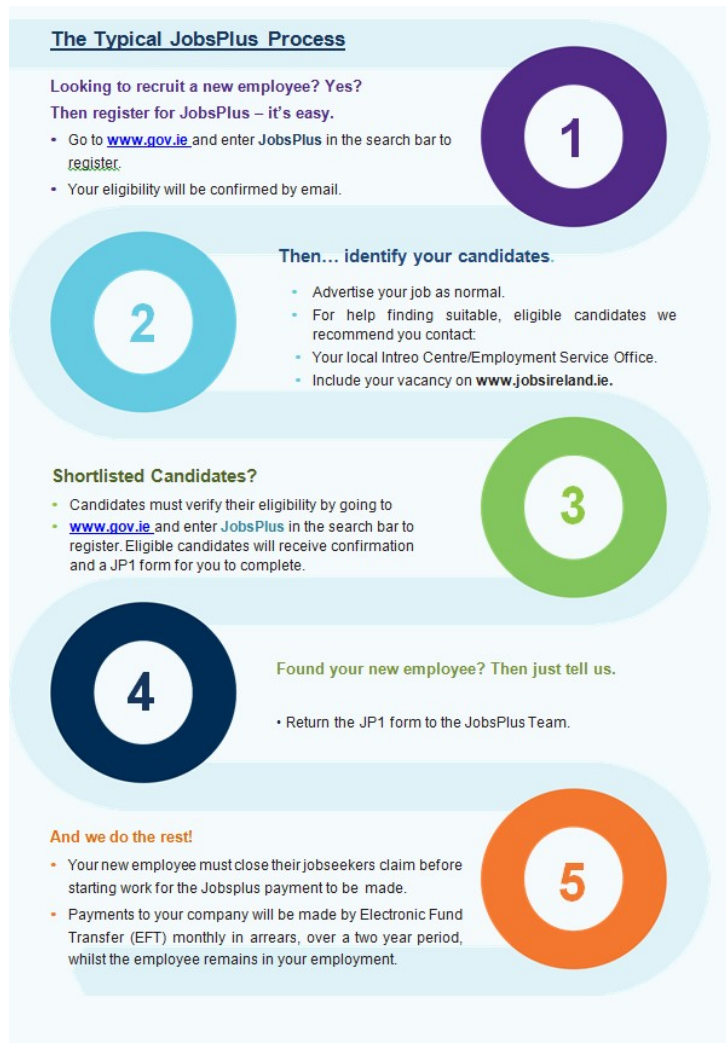 The Typical JobsPlus Process
Looking to recruit a new employee? Yes?
Then register for JobsPlus – it's easy.
• Go to www.gov.ie and enter JobsPlus in the search bar to
register.
• Your eligibility will be confirmed by email.
1
Then… identify your candidates.
• Advertise your job as normal.
• For help finding suitable, eligible candidates we
recommend you contact:
• Your local Intreo Centre/Employment Service Office.
• Include your vacancy on www.jobsireland.ie.
2
Shortlisted Candidates?
• Candidates must verify their eligibility by going to
• www.gov.ie and enter JobsPlus in the search bar to
register. Eligible candidates will receive confirmation
and a JP1 form for you to complete.
3
4
Found your new employee? Then just tell us.
• Return the JP1 form to the JobsPlus Team.
And we do the rest!
• Your new employee must close their jobseekers claim before
starting work for the Jobsplus payment to be made.
• Payments to your company will be made by Electronic Fund
Transfer (EFT) monthly in arrears, over a two year period,
whilst the employee remains in your employment.
5